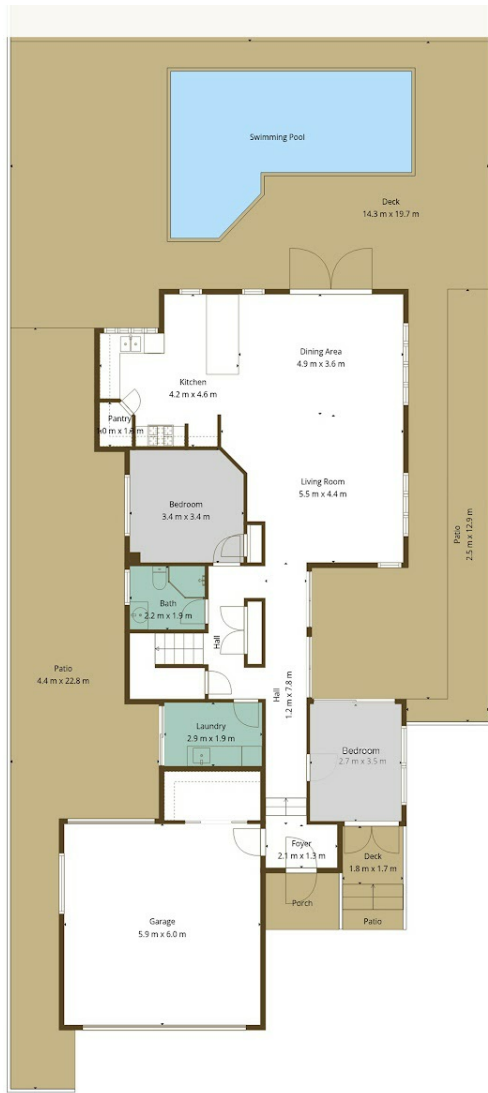 Swimming Pool
Deck
14.3 m x 19.7 m
Dining Area
4.9 m x 3.6 m
Kitchen
4.2 m x 4.6 m
Pantry
Living Room
5.5 m x 4.4 m
Bedroom
3.4 m x 3.4 m
Patio
2.5 m x 12.9 m
Bath
2.2 m x 1.9 m
Hall
Patio
4.4 m x 22.8 m
Hall
1.2 m x 7.8 m
Laundry
2.9 m x 1.9 m
Bedroom
2.7 m x 3.5 m
Foyer
2.1 m x 1.3 m
Deck
1.8 m x 1.7 m
Porch
Patio
Garage
5.9 m x 6.0 m